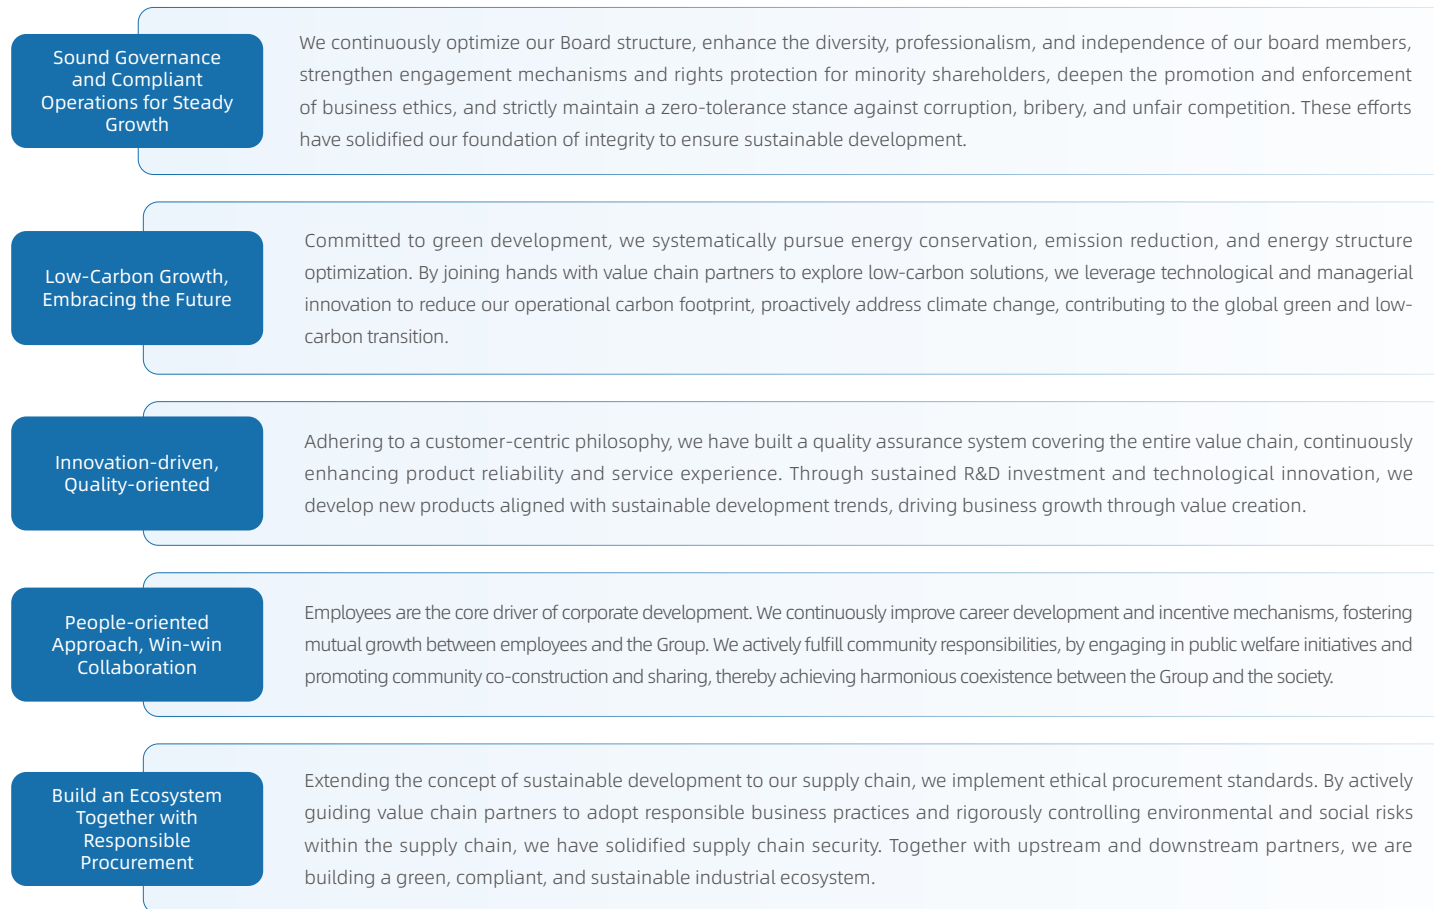 Sound Governance
and Compliant
Operations for Steady
Growth
We continuously optimize our Board structure, enhance the diversity, professionalism, and independence of our board members,
strengthen engagement mechanisms and rights protection for minority shareholders, deepen the promotion and enforcement
of business ethics, and strictly maintain a zero-tolerance stance against corruption, bribery, and unfair competition. These efforts
have solidified our foundation of integrity to ensure sustainable development.
Low-Carbon Growth,
Embracing the Future
Committed to green development, we systematically pursue energy conservation, emission reduction, and energy structure
optimization. By joining hands with value chain partners to explore low-carbon solutions, we leverage technological and managerial
innovation to reduce our operational carbon footprint, proactively address climate change, contributing to the global green and low-
carbon transition.
Innovation-driven,
Quality-oriented
Adhering to a customer-centric philosophy, we have built a quality assurance system covering the entire value chain, continuously
enhancing product reliability and service experience. Through sustained R&D investment and technological innovation, we
develop new products aligned with sustainable development trends, driving business growth through value creation.
People-oriented
Approach, Win-win
Collaboration
Employees are the core driver of corporate development. We continuously improve career development and incentive mechanisms, fostering
mutual growth between employees and the Group. We actively fulfill community responsibilities, by engaging in public welfare initiatives and
promoting community co-construction and sharing, thereby achieving harmonious coexistence between the Group and the society.
Build an Ecosystem
Together with
Responsible
Procurement
Extending the concept of sustainable development to our supply chain, we implement ethical procurement standards. By actively
guiding value chain partners to adopt responsible business practices and rigorously controlling environmental and social risks
within the supply chain, we have solidified supply chain security. Together with upstream and downstream partners, we are
building a green, compliant, and sustainable industrial ecosystem.